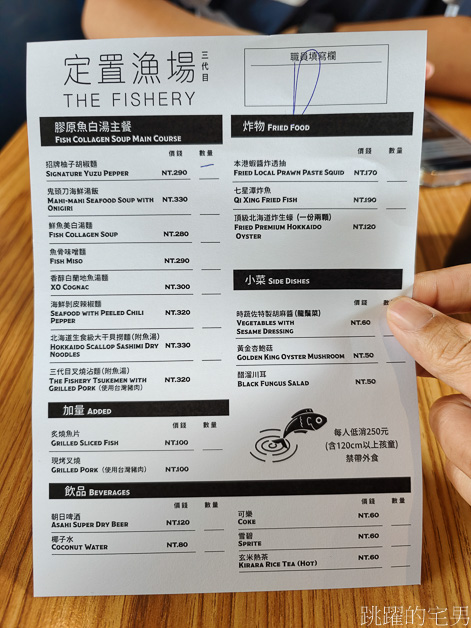 定置漁場 三代目
THE FISHERY
職員填寫欄
膠原魚白湯主餐
FISH COLLAGEN SOUP MAIN COURSE
價錢 數量
招牌柚子胡椒麵
SIGNATURE YUZU PEPPER NT.290
鬼頭刀海鮮湯飯
MAHI-MAHI SEAFOOD SOUP WITH ONIGIRI NT.330
鮮魚美白湯麵
FISH COLLAGEN SOUP NT.280
魚骨味噌麵
FISH MISO NT.290
香醇白蘭地魚湯麵
XO COGNAC NT.300
海鮮剝皮辣椒麵
SEAFOOD WITH PEELED CHILI PEPPER NT.320
北海道生食級大干貝撈麵(附魚湯)
HOKKAIDO SCALLOP SASHIMI DRY NOODLES NT.330
三代目叉燒沾麵(附魚湯)
THE FISHERY TSUKEMEN WITH GRILLED PORK (使用台灣豬肉) NT.320
加量 ADDED
價錢 數量
炙燒魚片
GRILLED SLICED FISH NT.100
現烤叉燒
GRILLED PORK (使用台灣豬肉) NT.100
炸物 FRIED FOOD
價錢 數量
本港蝦醬炸透抽
FRIED LOCAL PRAWN PASTE SQUID NT.170
七星潭炸魚
QI XING FRIED FISH NT.190
頂級北海道炸生蠔 (一份兩顆)
FRIED PREMIUM HOKKAIDO OYSTER NT.120
小菜 SIDE DISHES
價錢 數
時蔬佐特製胡麻醬 (龍鬚菜)
VEGETABLES WITH SESAME DRESSING NT.60
黃金杏鮑菇
GOLDEN KING OYSTER MUSHROOM NT.50
醋溜川耳
BLACK FUNGUS SALAD NT.50
每人低消250元
(含120cm以上孩童)
禁帶外食
飲品 BEVERAGES
價錢 數量
價錢 數量
朝日啤酒
ASAHI SUPER DRY BEER NT.120
椰子水
COCONUT WATER NT.80
可樂
COKE NT.60
雪碧
SPRITE NT.60
玄米熱茶
KIRARA RICE TEA (HOT) NT.60
跳躍的宅男